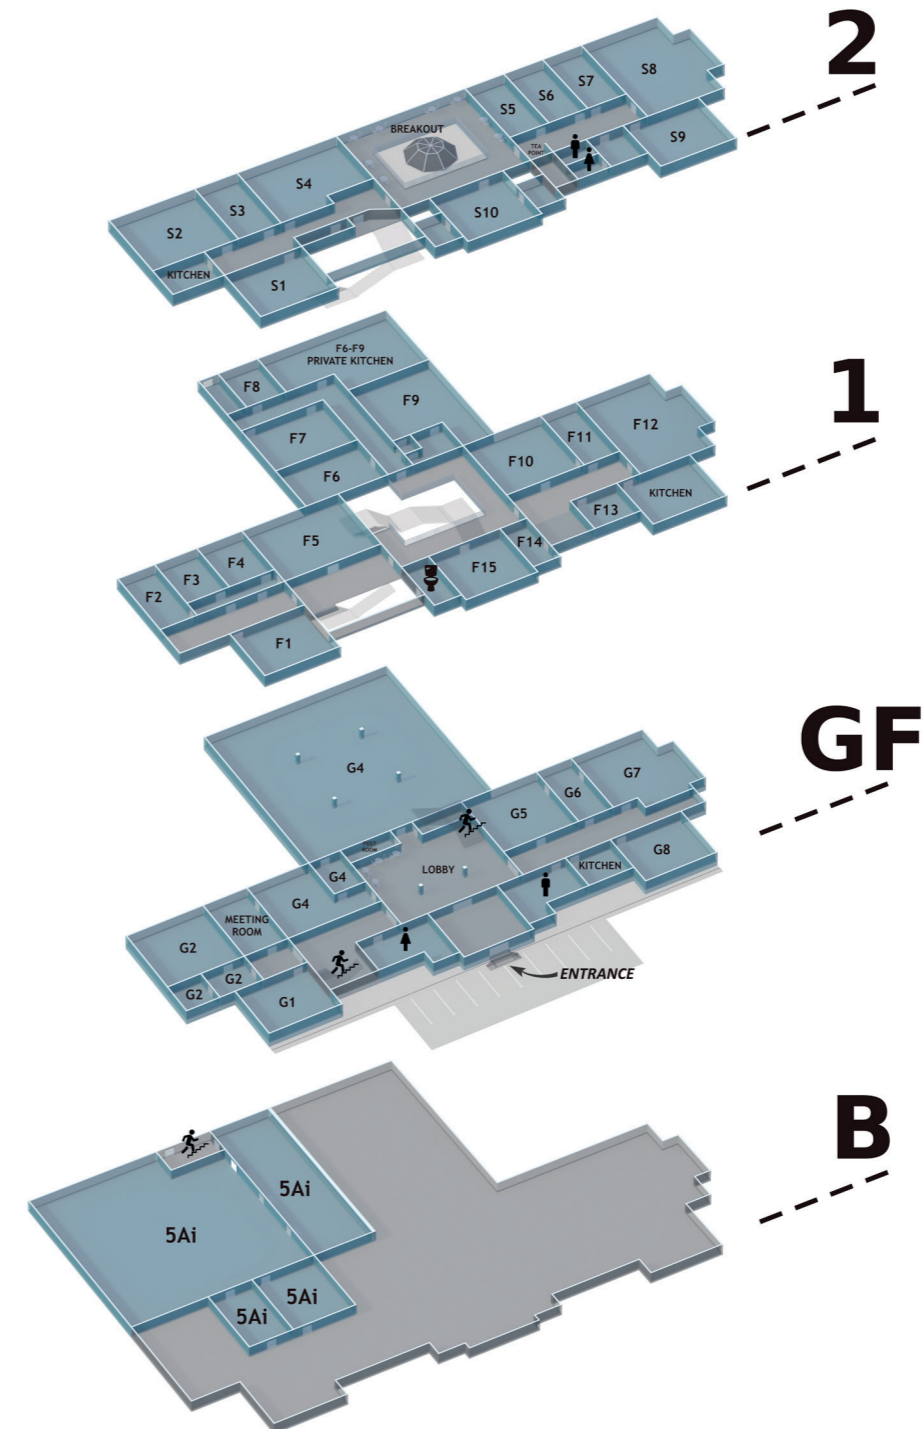 2
S8
S7
S6
S5
S9
BREAKOUT
TEA
POINT
S4
S3
S10
S2
KITCHEN
S1
1
F6-F9
PRIVATE KITCHEN
F8
F9
F7
F12
F11
F10
F6
KITCHEN
F13
F14
F5
F15
F4
F3
F2
F1
GF
G4
G7
G6
G5
POST
ROOM
LOBBY
G8
KITCHEN
G4
G4
MEETING
ROOM
G2
G2
G2
G1
ENTRANCE
B
5Ai
5Ai
5Ai
5Ai